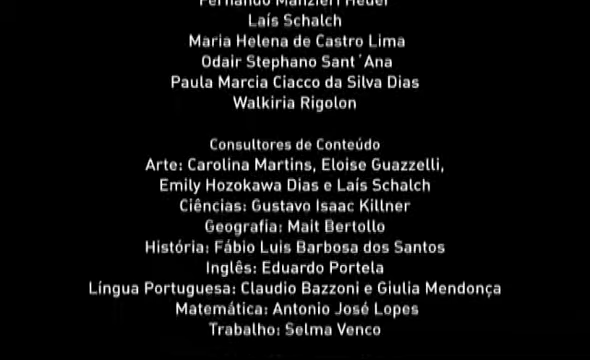 Fernando Manzieri Heder
Laís Schalch
Maria Helena de Castro Lima
Odair Stephano Sant´Ana
Paula Marcia Ciacco da Silva Dias
Walkiria Rigolon
Consultores de Conteúdo
Arte: Carolina Martins, Eloise Guazzelli,
Emily Hozokawa Dias e Laís Schalch
Ciências: Gustavo Isaac Killner
Geografia: Mait Bertollo
História: Fábio Luis Barbosa dos Santos
Inglês: Eduardo Portela
Língua Portuguesa: Claudio Bazzoni e Giulia Mendonça
Matemática: Antonio José Lopes
Trabalho: Selma Venco